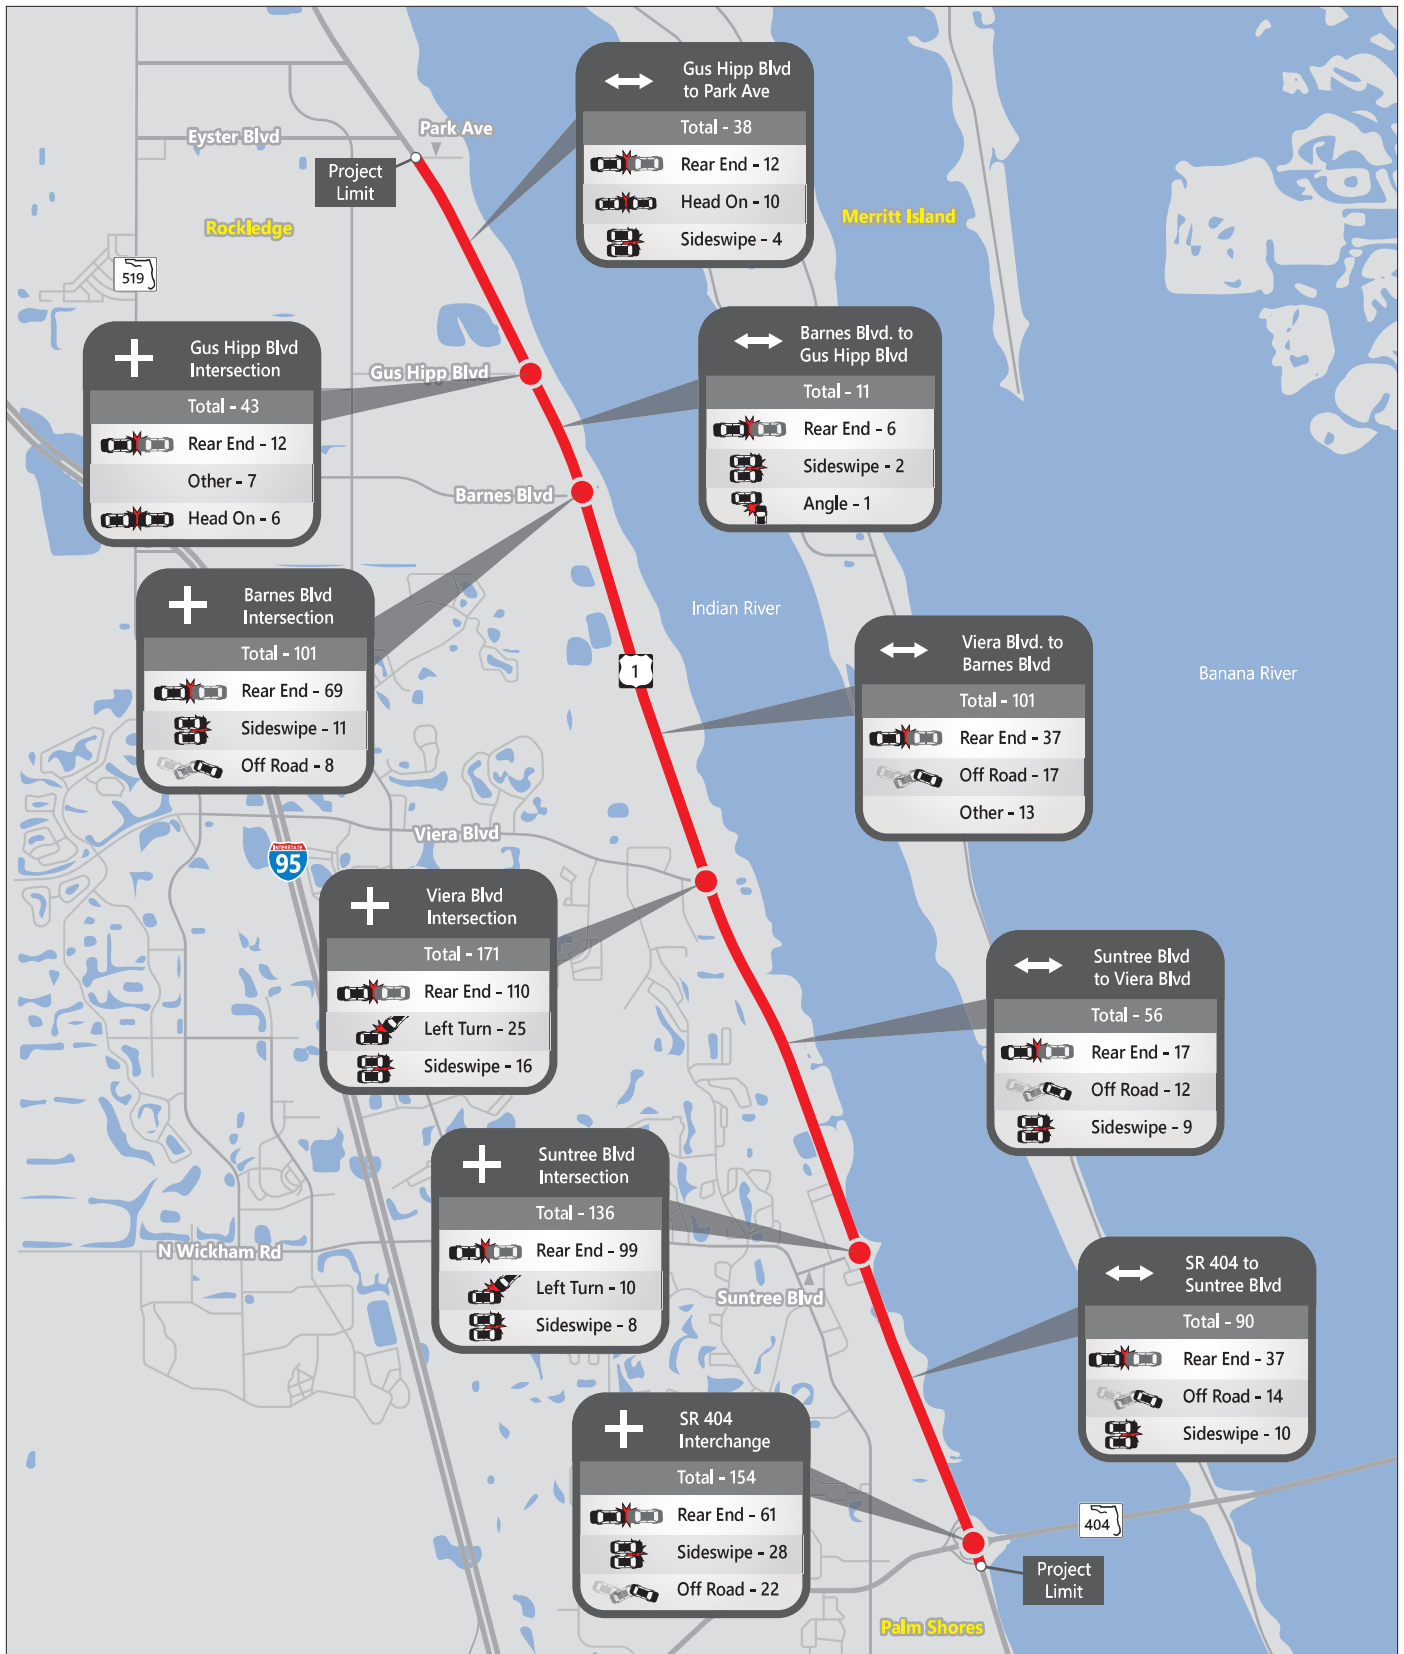 Gus Hipp Blvd
to Park Ave
Total - 38
Rear End - 12
Head On - 10
Sideswipe - 4
Park Ave
Eyster Blvd
Project
Limit
Rockledge
Merritt Island
519
Gus Hipp Blvd
Intersection
Total - 43
Rear End - 12
Other - 7
Head On - 6
Gus Hipp Blvd
Barnes Blvd. to
Gus Hipp Blvd
Total - 11
Rear End - 6
Sideswipe - 2
Angle - 1
Barnes Blvd
Barnes Blvd
Intersection
Total - 101
Rear End - 69
Sideswipe - 11
Off Road - 8
Indian River
1
Viera Blvd. to
Barnes Blvd
Total - 101
Rear End - 37
Off Road - 17
Other - 13
Banana River
Viera Blvd
INTERSTATE
95
Viera Blvd
Intersection
Total - 171
Rear End - 110
Left Turn - 25
Sideswipe - 16
Suntree Blvd
to Viera Blvd
Total - 56
Rear End - 17
Off Road - 12
Sideswipe - 9
Suntree Blvd
Intersection
Total - 136
Rear End - 99
Left Turn - 10
Sideswipe - 8
N Wickham Rd
Suntree Blvd
SR 404 to
Suntree Blvd
Total - 90
Rear End - 37
Off Road - 14
Sideswipe - 10
SR 404
Interchange
Total - 154
Rear End - 61
Sideswipe - 28
Off Road - 22
404
Project
Limit
Palm Shores